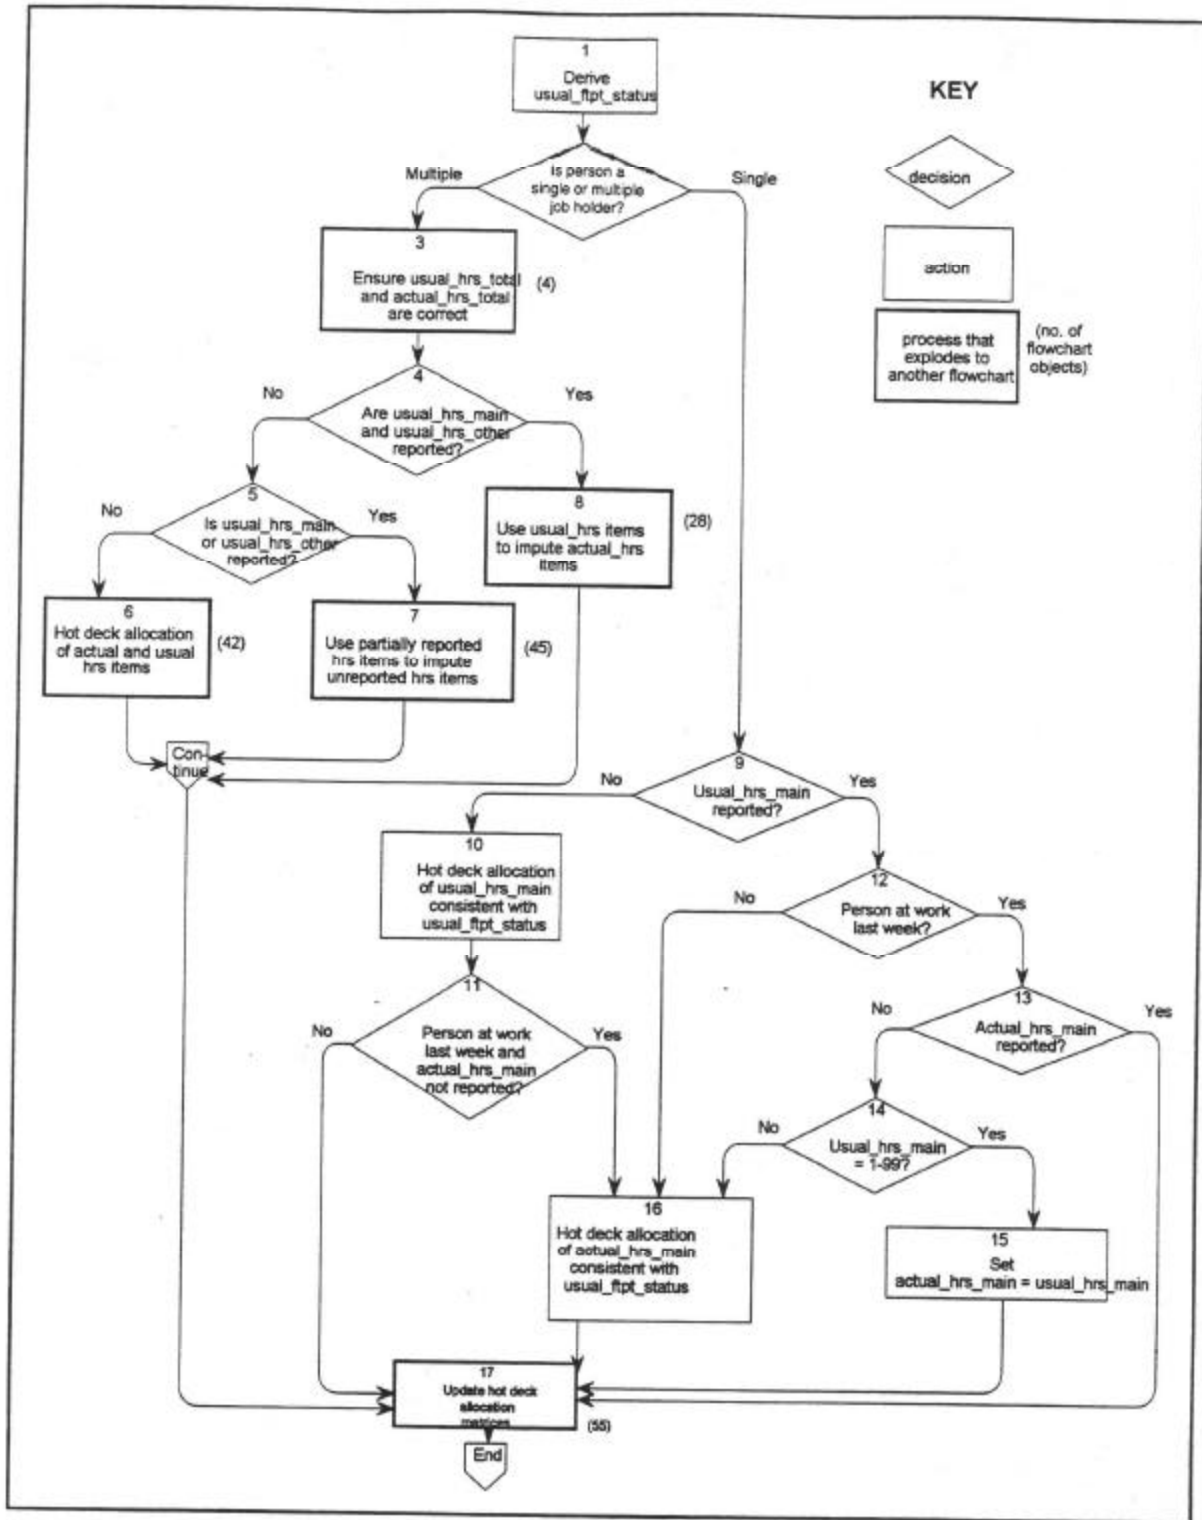 1
Derive
usual_ftpt_status
KEY
decision
action
process that
explodes to
another flowchart
(no. of
flowchart
objects)
Is person a
single or multiple
job holder?
Multiple
Single
3
Ensure usual_hrs_total
and actual_hrs_total
are correct
(4)
4
Are usual_hrs_main
and usual_hrs_other
reported?
No
Yes
5
Is usual_hrs_main
or usual_hrs_other
reported?
No
Yes
8
Use usual_hrs items
to impute actual_hrs
items
(28)
6
Hot deck allocation
of actual and usual
hrs items
(42)
7
Use partially reported
hrs items to impute
unreported hrs items
(45)
Con-
tinue
9
Usual_hrs_main
reported?
No
Yes
10
Hot deck allocation
of usual_hrs_main
consistent with
usual_ftpt_status
12
Person at work
last week?
No
Yes
11
Person at work
last week and
actual_hrs_main
not reported?
No
Yes
13
Actual_hrs_main
reported?
No
Yes
14
Usual_hrs_main
= 1-99?
No
Yes
16
Hot deck allocation
of actual_hrs_main
consistent with
usual_ftpt_status
15
Set
actual_hrs_main = usual_hrs_main
17
Update hot deck
allocation
matrices
(55)
End